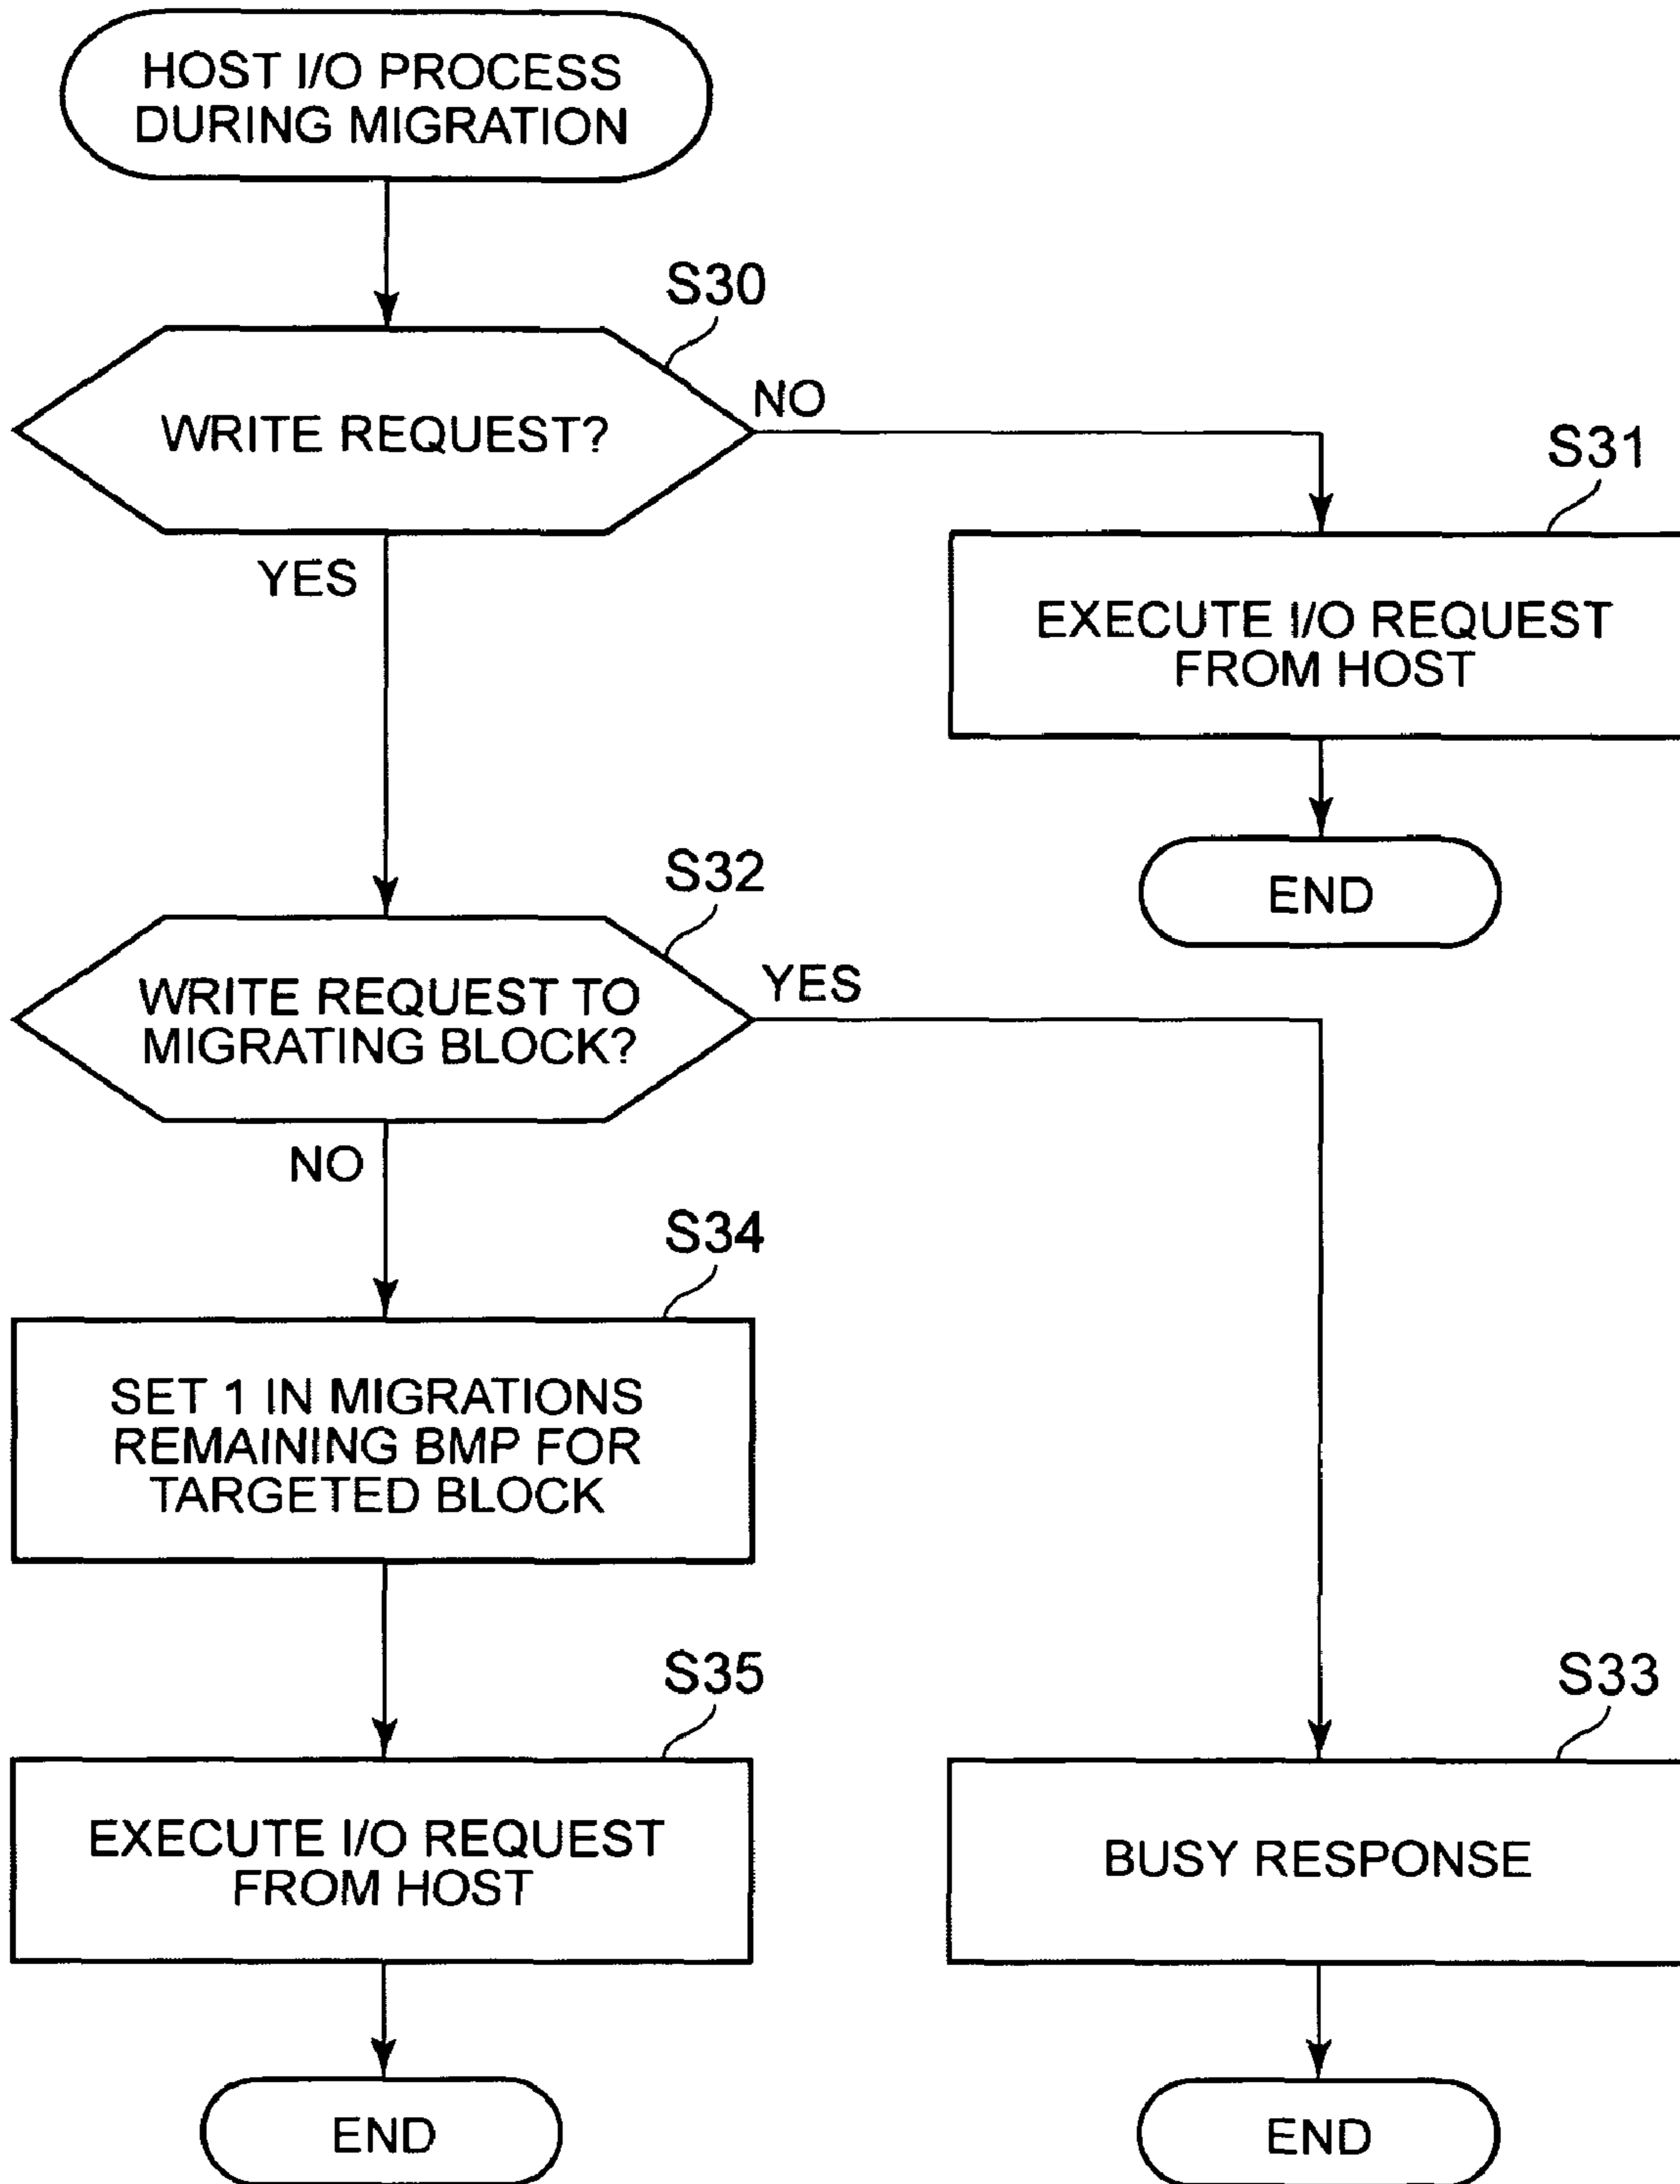 HOST I/O PROCESS
DURING MIGRATION
S30
WRITE REQUEST?
NO
YES
S31
EXECUTE I/O REQUEST
FROM HOST
END
S32
WRITE REQUEST TO
MIGRATING BLOCK?
YES
NO
S34
SET 1 IN MIGRATIONS
REMAINING BMP FOR
TARGETED BLOCK
S35
EXECUTE I/O REQUEST
FROM HOST
END
S33
BUSY RESPONSE
END